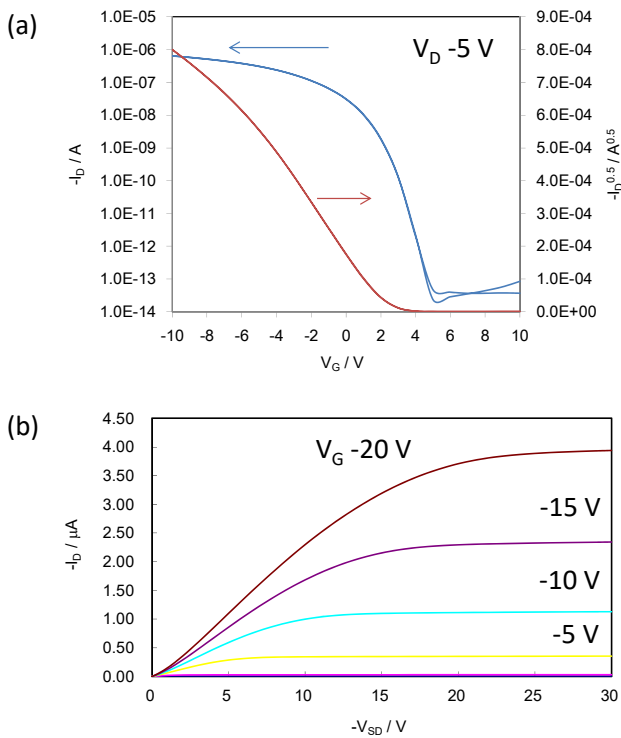 (a)
V_D -5 V
-I_D / A
1.0E-05
1.0E-06
1.0E-07
1.0E-08
1.0E-09
1.0E-10
1.0E-11
1.0E-12
1.0E-13
1.0E-14
9.0E-04
8.0E-04
7.0E-04
6.0E-04
5.0E-04
4.0E-04
3.0E-04
2.0E-04
1.0E-04
0.0E+00
-I_D^0.5 / A^0.5
-10 -8 -6 -4 -2 0 2 4 6 8 10
V_G / V
(b)
V_G -20 V
-15 V
-10 V
-5 V
-I_D / μA
4.50
4.00
3.50
3.00
2.50
2.00
1.50
1.00
0.50
0.00
0 5 10 15 20 25 30
-V_SD / V